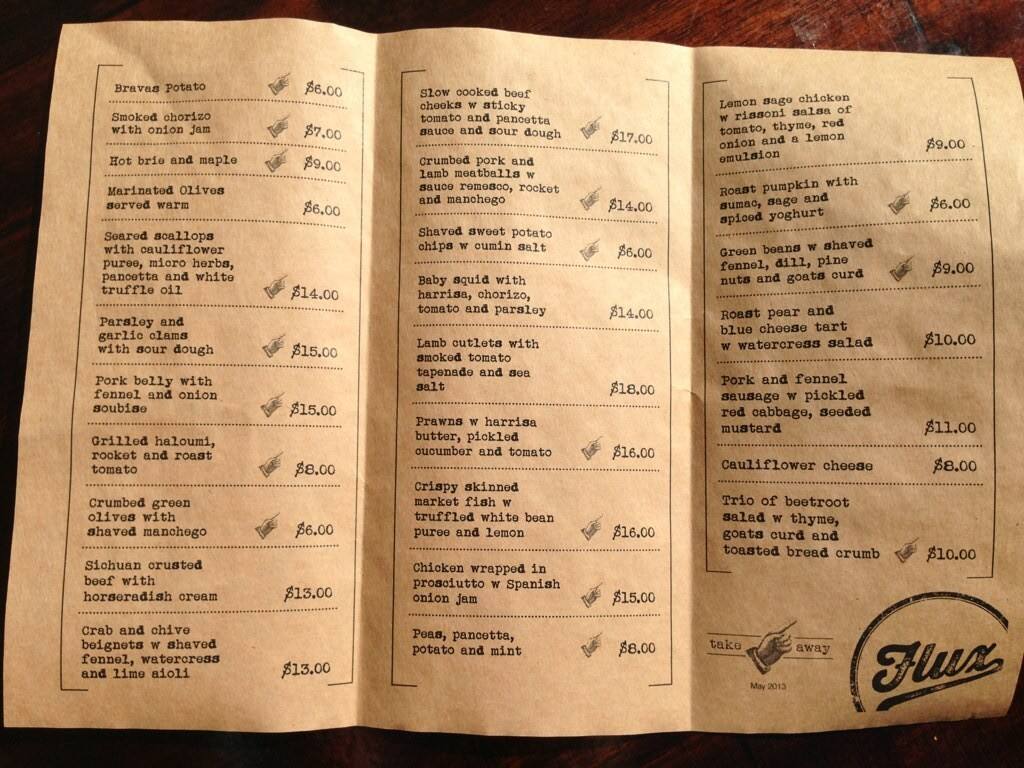 Bravas Potato $6.00
Smoked chorizo
with onion jam $7.00
Hot brie and maple $9.00
Marinated Olives
served warm $6.00
Seared scallops
with cauliflower
puree, micro herbs,
pancetta and white
truffle oil $14.00
Parsley and
garlic clams
with sour dough $15.00
Pork belly with
fennel and onion
soubise $15.00
Grilled haloumi,
rocket and roast
tomato $8.00
Crumbed green
olives with
shaved manchego $6.00
Sichuan crusted
beef with
horseradish cream $13.00
Crab and chive
beignets w shaved
fennel, watercress
and lime aioli $13.00
Slow cooked beef
cheeks w sticky
tomato and pancetta
sauce and sour dough $17.00
Crumbed pork and
lamb meatballs w
sauce remesco, rocket
and manchego $14.00
Shaved sweet potato
chips w cumin salt $6.00
Baby squid with
harrisa, chorizo,
tomato and parsley $14.00
Lamb cutlets with
smoked tomato
tapenade and sea
salt $18.00
Prawns w harrisa
butter, pickled
cucumber and tomato $16.00
Crispy skinned
market fish w
truffled white bean
puree and lemon $16.00
Chicken wrapped in
prosciutto w Spanish
onion jam $15.00
Peas, pancetta,
potato and mint $8.00
Lemon sage chicken
w rissoni salsa of
tomato, thyme, red
onion and a lemon
emulsion $9.00
Roast pumpkin with
sumac, sage and
spiced yoghurt $6.00
Green beans w shaved
fennel, dill, pine
nuts and goats curd $9.00
Roast pear and
blue cheese tart
w watercress salad $10.00
Pork and fennel
sausage w pickled
red cabbage, seeded
mustard $11.00
Cauliflower cheese $8.00
Trio of beetroot
salad w thyme,
goats curd and
toasted bread crumb $10.00
take away
May 2013
Flux